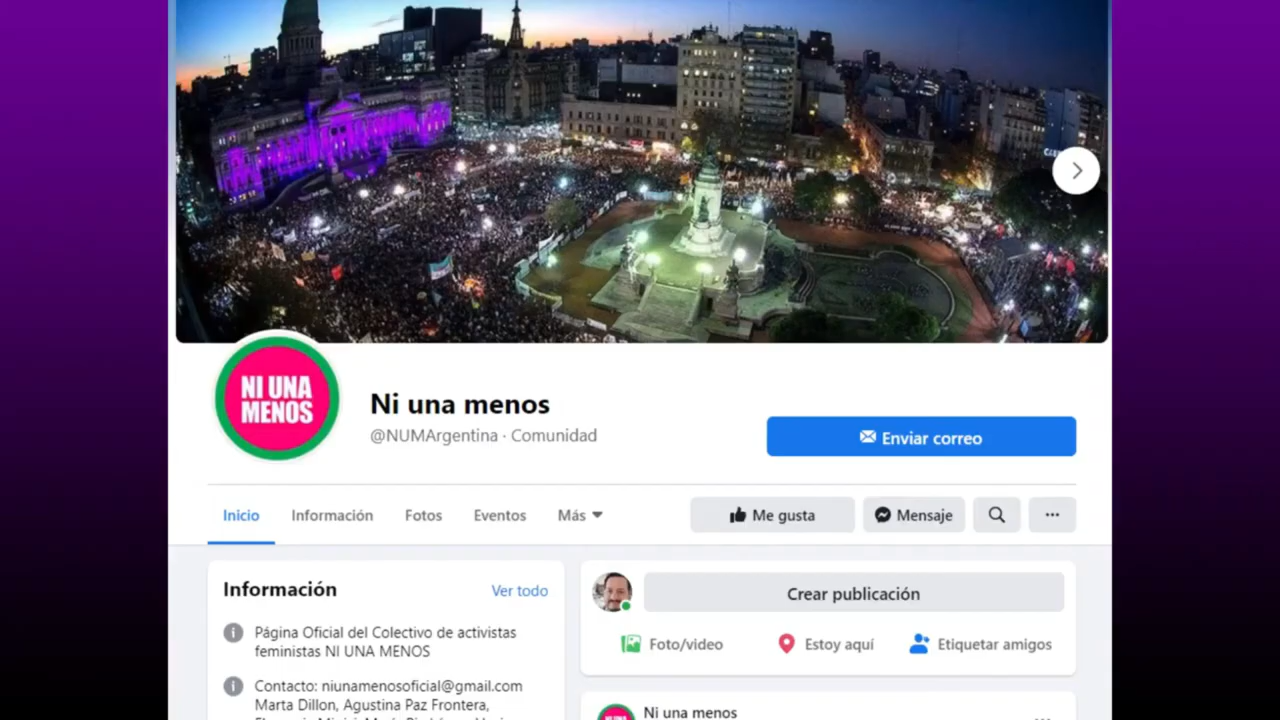 NI UNA
MENOS
Ni una menos
@NUMArgentina · Comunidad
Enviar correo
Inicio
Información
Fotos
Eventos
Más
Me gusta
Mensaje
Información
Ver todo
Página Oficial del Colectivo de activistas
feministas NI UNA MENOS
Contacto: niunamenosoficial@gmail.com
Marta Dillon, Agustina Paz Frontera,
Crear publicación
Foto/video
Estoy aquí
Etiquetar amigos
Ni una menos